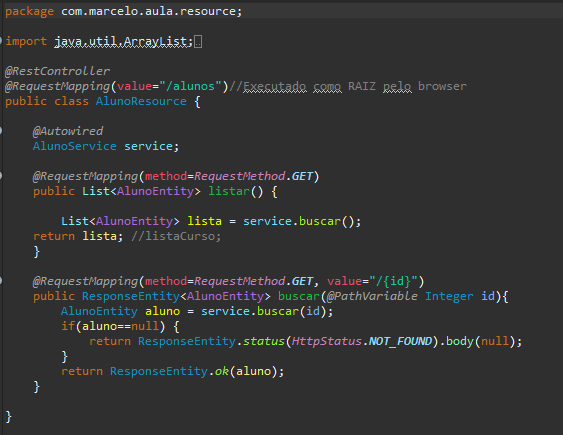 package com.marcelo.aula.resource;
import java.util.ArrayList;
@RestController
@RequestMapping(value="/alunos")//Executado como RAIZ pelo browser
public class AlunoResource {
@Autowired
AlunoService service;
@RequestMapping(method=RequestMethod.GET)
public List<AlunoEntity> listar() {
List<AlunoEntity> lista = service.buscar();
return lista; //listaCurso;
}
@RequestMapping(method=RequestMethod.GET, value="/{id}")
public ResponseEntity<AlunoEntity> buscar(@PathVariable Integer id){
AlunoEntity aluno = service.buscar(id);
if(aluno==null) {
return ResponseEntity.status(HttpStatus.NOT_FOUND).body(null);
}
return ResponseEntity.ok(aluno);
}
}